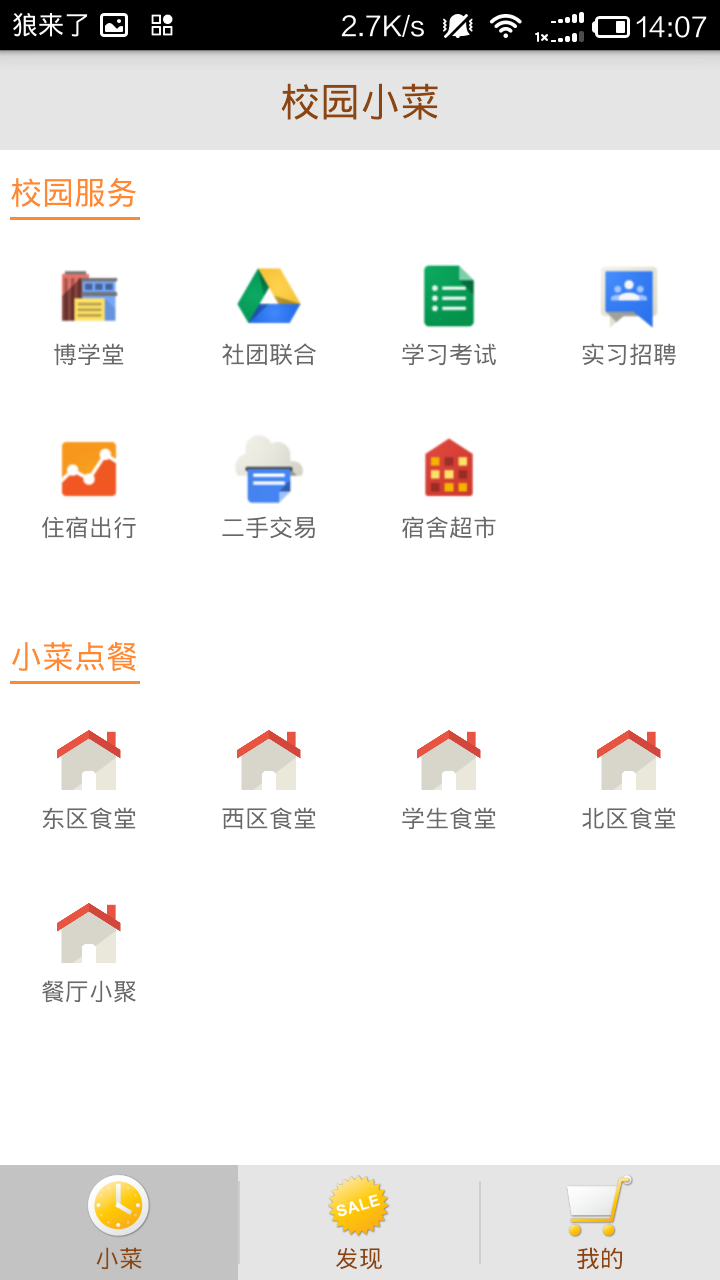 狼来了 2.7K/s 1x 14:07
校园小菜
校园服务
博学堂 社团联合 学习考试 实习招聘
住宿出行 二手交易 宿舍超市
小菜点餐
东区食堂 西区食堂 学生食堂 北区食堂
餐厅小聚
SALE
小菜 发现 我的